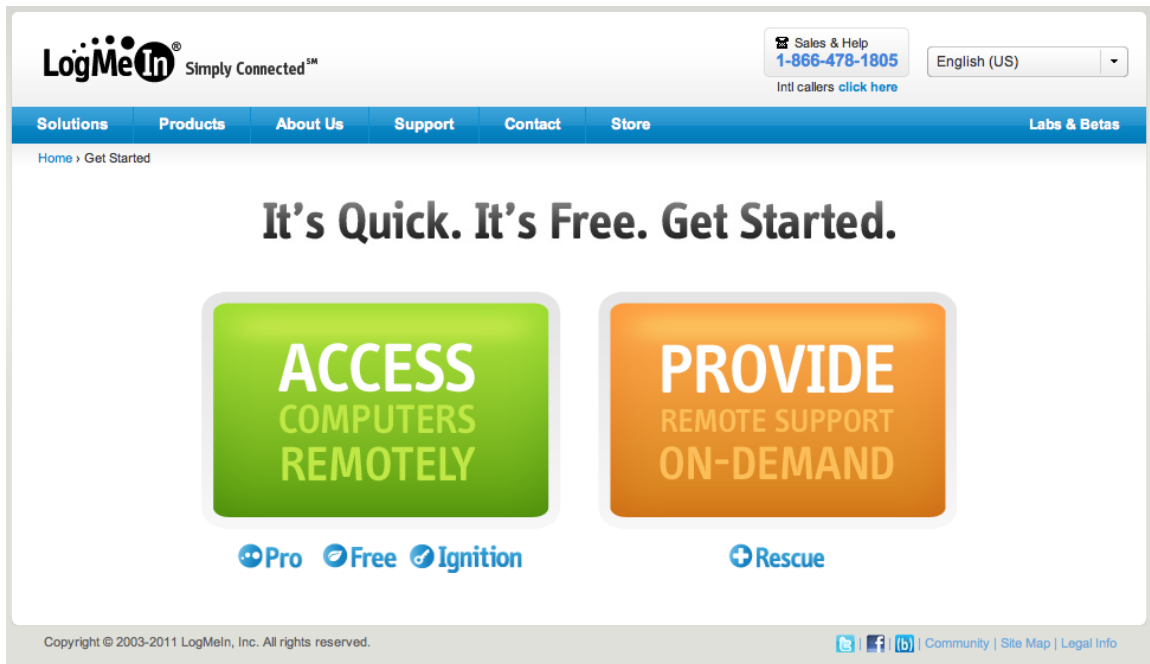 LogMeIn® Simply Connected℠
Sales & Help
1-866-478-1805
Intl callers click here
English (US)
Solutions Products About Us Support Contact Store Labs & Betas
Home › Get Started
It's Quick. It's Free. Get Started.
ACCESS
COMPUTERS
REMOTELY
PROVIDE
REMOTE SUPPORT
ON-DEMAND
Pro Free Ignition
Rescue
Copyright © 2003-2011 LogMeIn, Inc. All rights reserved.
| f | (b) | Community | Site Map | Legal Info